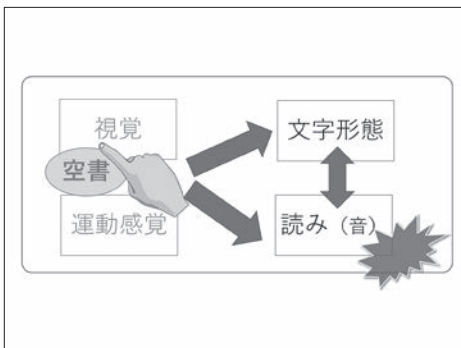 視覚
空書
運動感覚
文字形態
読み（音）